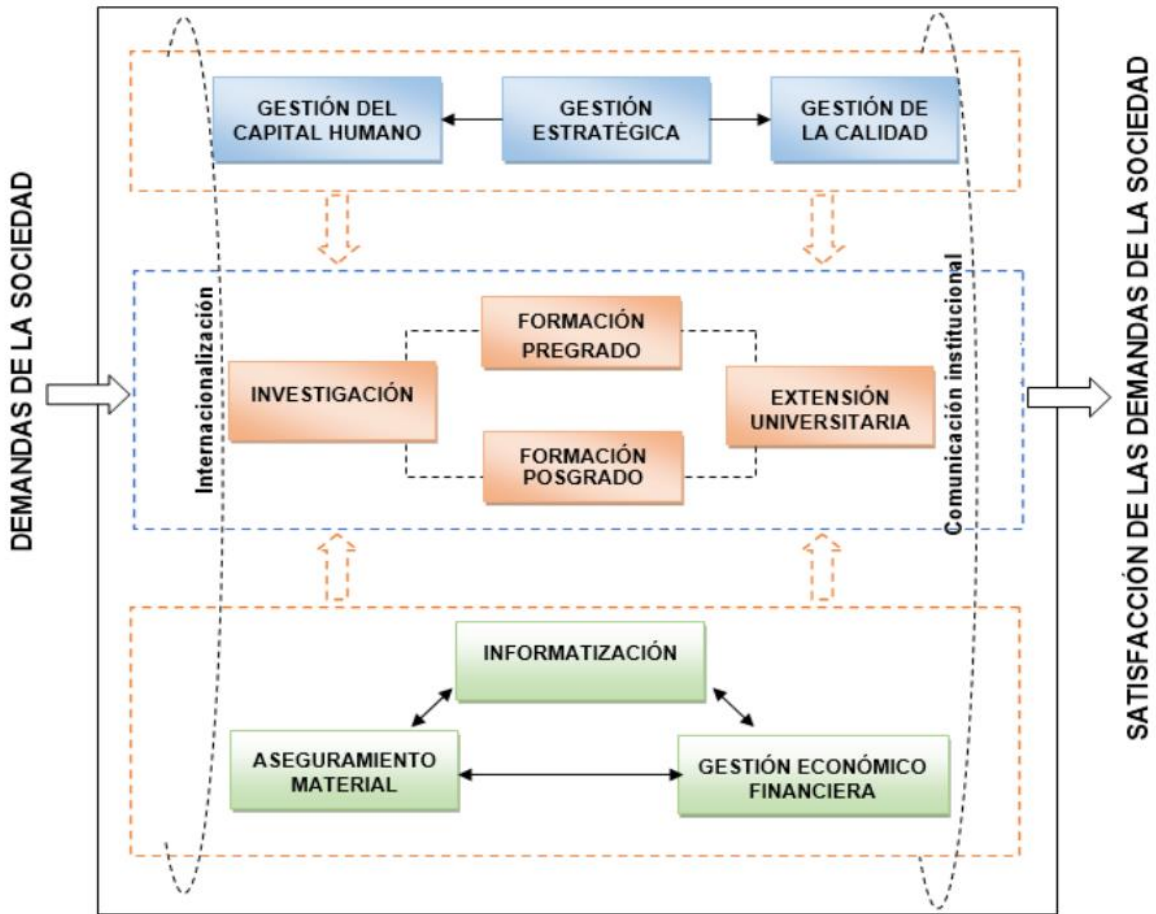 DEMANDAS DE LA SOCIEDAD
GESTIÓN DEL
CAPITAL HUMANO
GESTIÓN
ESTRATÉGICA
GESTIÓN DE
LA CALIDAD
Internacionalización
INVESTIGACIÓN
FORMACIÓN
PREGRADO
FORMACIÓN
POSGRADO
EXTENSIÓN
UNIVERSITARIA
Comunicación institucional
INFORMATIZACIÓN
ASEGURAMIENTO
MATERIAL
GESTIÓN ECONÓMICO
FINANCIERA
SATISFACCIÓN DE LAS DEMANDAS DE LA SOCIEDAD